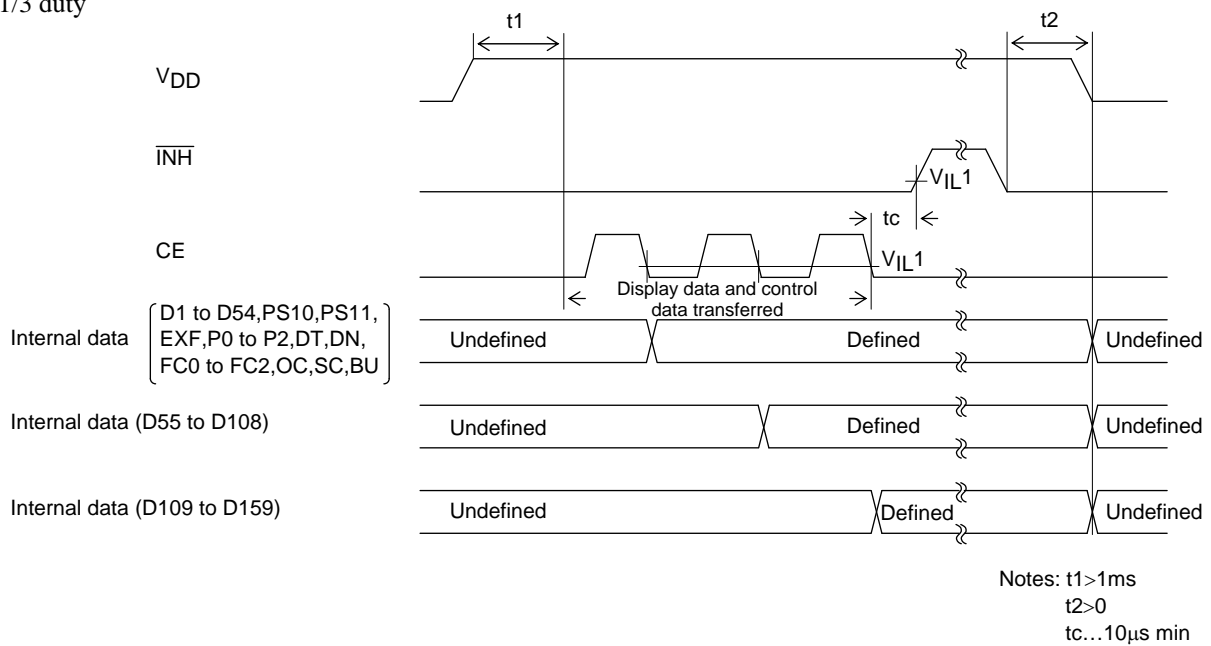 1/3 duty
t1
t2
VDD
INH
VIL1
tc
CE
VIL1
Display data and control
data transferred
Internal data
D1 to D54,PS10,PS11,
EXF,P0 to P2,DT,DN,
FC0 to FC2,OC,SC,BU
Undefined
Defined
Undefined
Internal data (D55 to D108)
Undefined
Defined
Undefined
Internal data (D109 to D159)
Undefined
Defined
Undefined
Notes: t1>1ms
t2>0
tc…10μs min